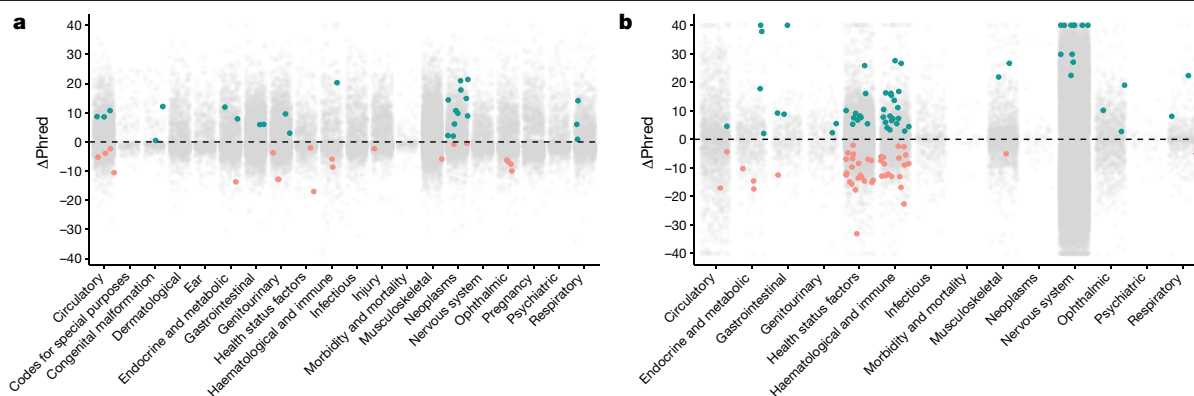 a
ΔPhred
40
30
20
10
0
−10
−20
−30
−40
Circulatory
Codes for special purposes
Congenital malformation
Dermatological
Ear
Endocrine and metabolic
Gastrointestinal
Genitourinary
Health status factors
Haematological and immune
Infectious
Injury
Morbidity and mortality
Musculoskeletal
Neoplasms
Nervous system
Ophthalmic
Pregnancy
Psychiatric
Respiratory
b
ΔPhred
40
30
20
10
0
−10
−20
−30
−40
Circulatory
Endocrine and metabolic
Gastrointestinal
Genitourinary
Health status factors
Haematological and immune
Infectious
Morbidity and mortality
Musculoskeletal
Neoplasms
Nervous system
Ophthalmic
Psychiatric
Respiratory